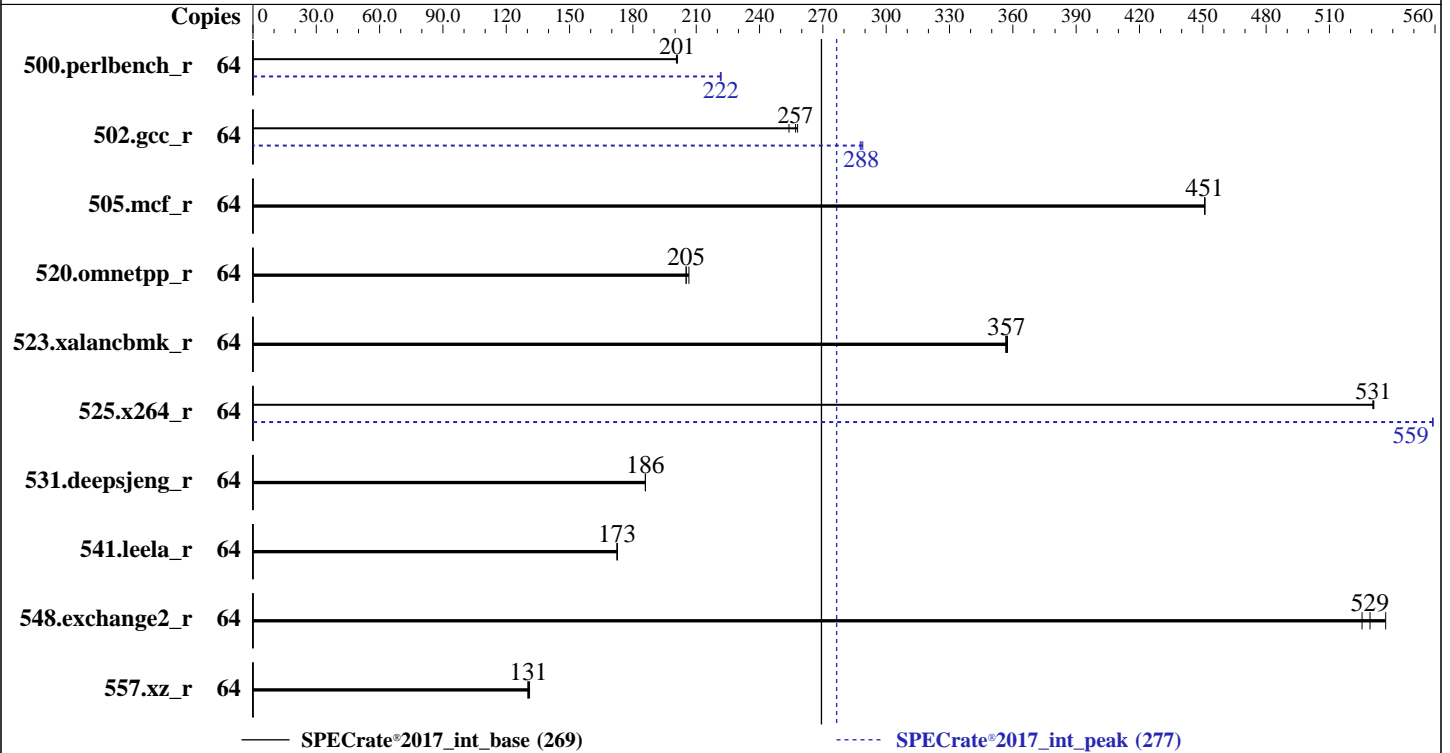 Copies 0 30.0 60.0 90.0 120 150 180 210 240 270 300 330 360 390 420 450 480 510 560
500.perlbench_r 64 201
222
502.gcc_r 64 257
288
505.mcf_r 64 451
520.omnetpp_r 64 205
523.xalancbmk_r 64 357
525.x264_r 64 531
559
531.deepsjeng_r 64 186
541.leela_r 64 173
548.exchange2_r 64 529
557.xz_r 64 131
SPECrate®2017_int_base (269) SPECrate®2017_int_peak (277)